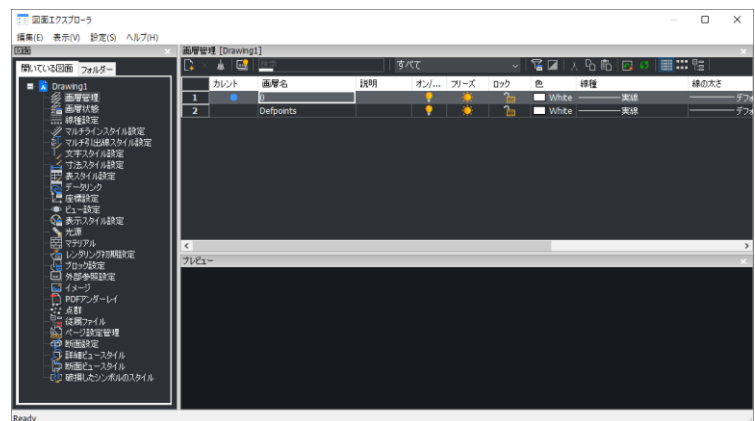 図面エクスプローラ
編集(E) 表示(V) 設定(S) ヘルプ(H)
図面
開いている図面 フォルダー
Drawing1
画層管理
画層状態
線種設定
マルチラインスタイル設定
マルチ引出線スタイル設定
文字スタイル設定
寸法スタイル設定
表スタイル設定
データリンク
座標設定
ビュー設定
表示スタイル設定
光源
マテリアル
レンダリング初期設定
ブロック設定
外部参照設定
イメージ
PDFアンダーレイ
点群
従属ファイル
ページ設定管理
断面設定
詳細ビュースタイル
断面ビュースタイル
破損したシンボルのスタイル
画層管理 [Drawing1]
検索 すべて
カレント 画層名 説明 オン/... フリーズ ロック 色 線種 線の太さ
1 0 White 実線 デフォ
2 Defpoints White 実線 デフォ
プレビュー
Ready